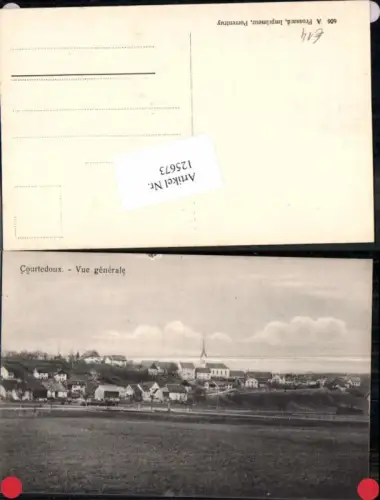 606 A Frossard, Imprimeur, Porrentruy
Artikel Nr.
125673
Courtedoux. - Vue générale